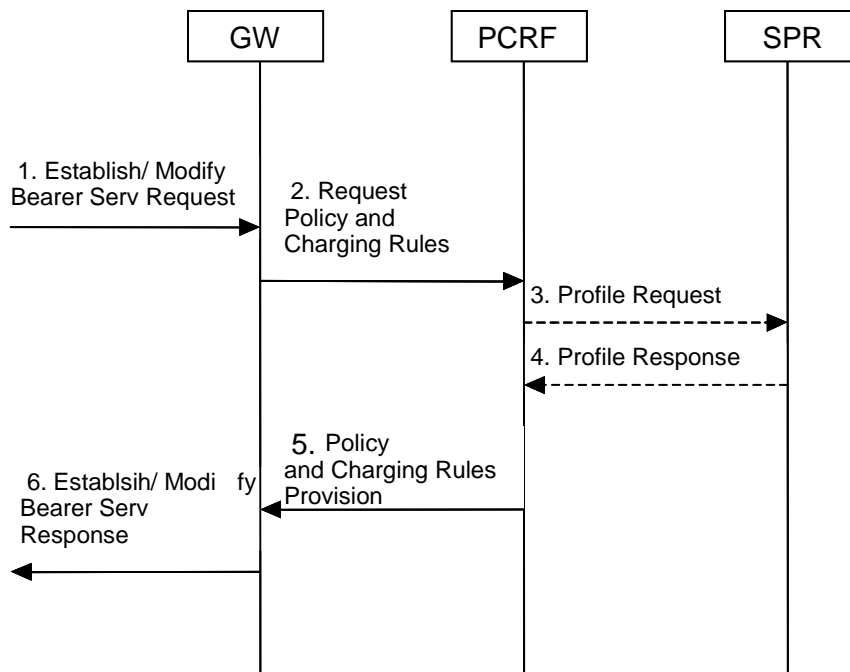 GW
PCRF
SPR
1. Establish/ Modify
Bearer Serv Request
2. Request
Policy and
Charging Rules
3. Profile Request
4. Profile Response
5. Policy
and Charging Rules
Provision
6. Establsih/ Modi fy
Bearer Serv
Response